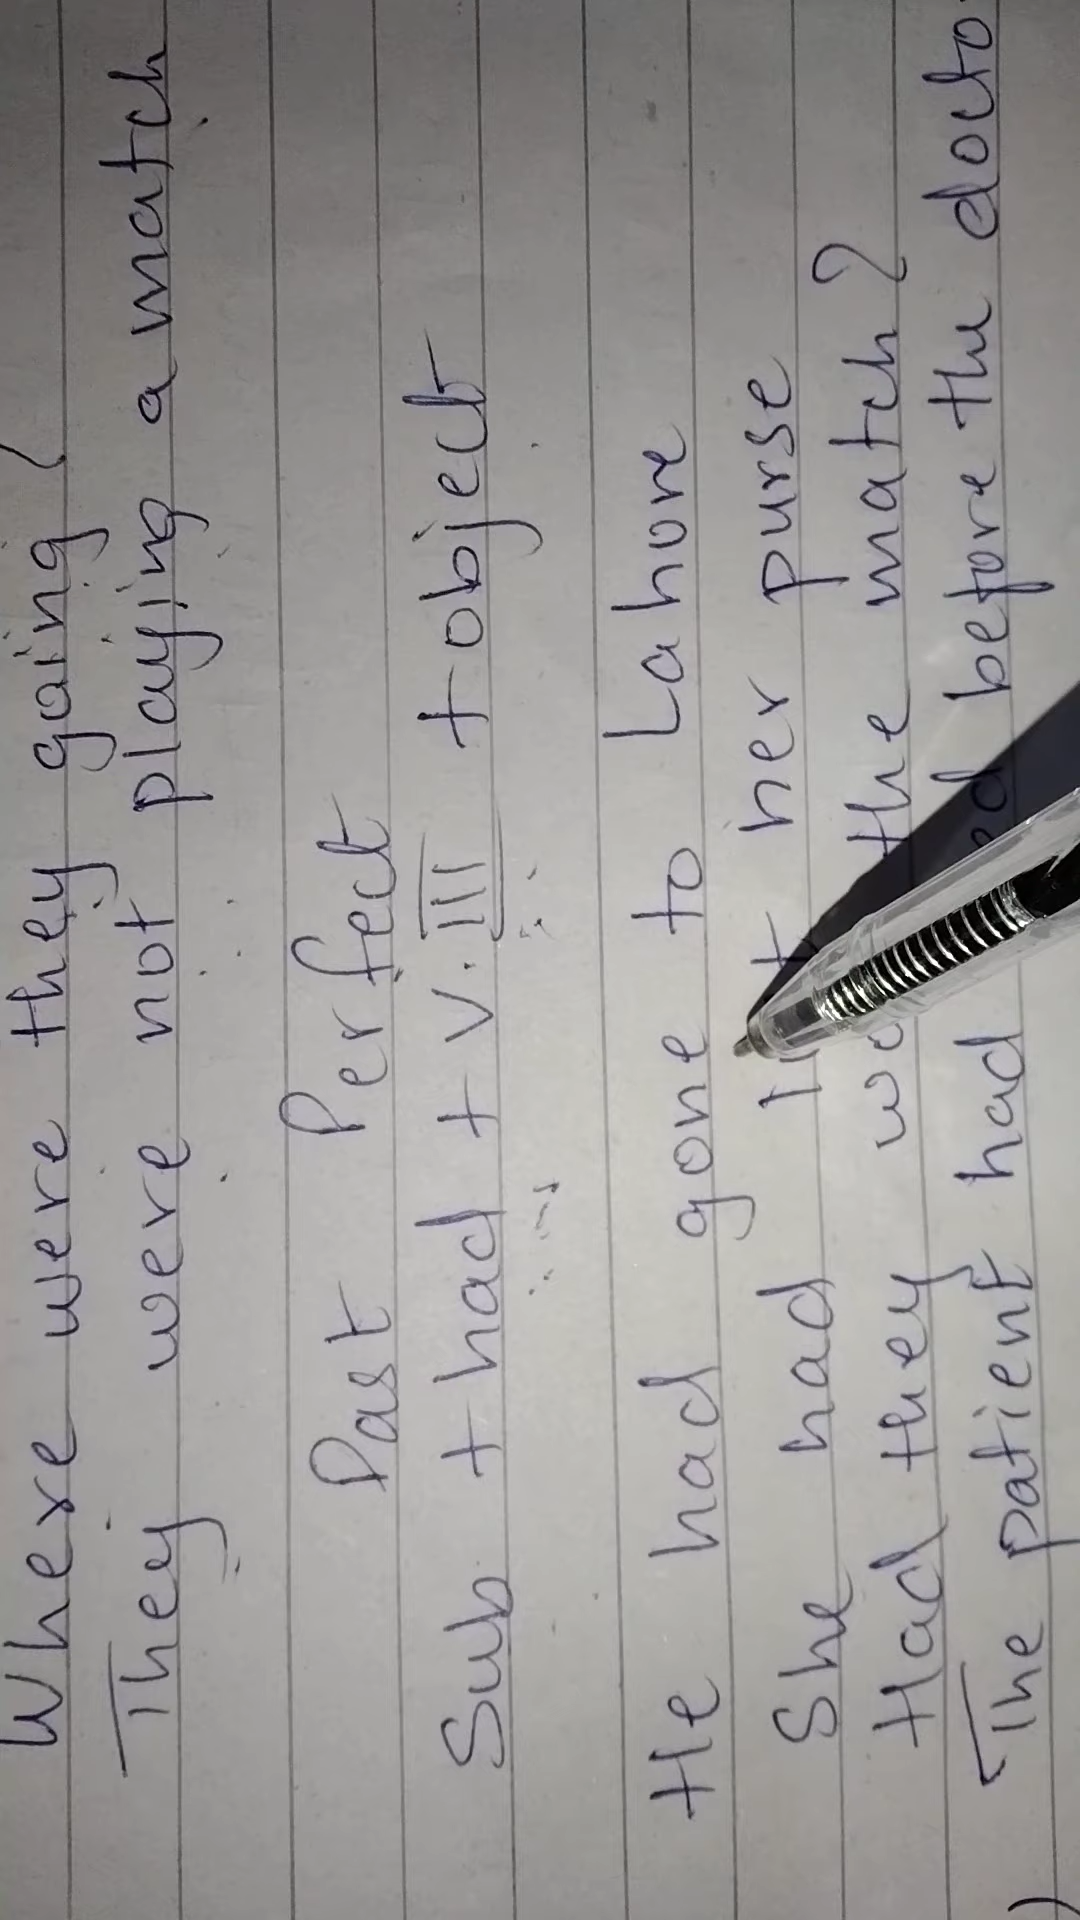 Where were they going?
They were not playing a match
Past Perfect
Sub + had + V.III + object
He had gone to Lahore
She had her purse
Had they the match?
The patient had before the docto